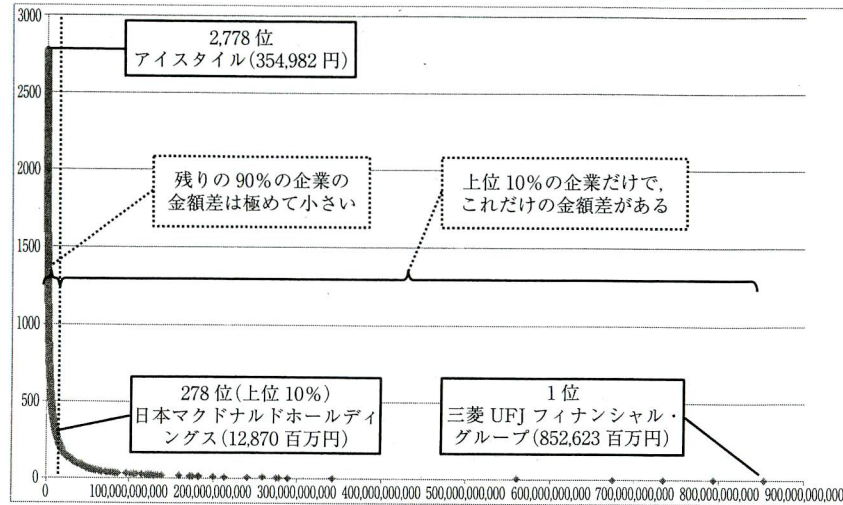 3000
2500
2000
1500
1000
500
0
2,778 位
アイスタイル(354,982 円)
残りの 90%の企業の
金額差は極めて小さい
上位 10%の企業だけで,
これだけの金額差がある
278 位(上位 10%)
日本マクドナルドホールディ
ングス(12,870 百万円)
1 位
三菱 UFJ フィナンシャル・
グループ(852,623 百万円)
0 100,000,000,000 200,000,000,000 300,000,000,000 400,000,000,000 500,000,000,000 600,000,000,000 700,000,000,000 800,000,000,000 900,000,000,000